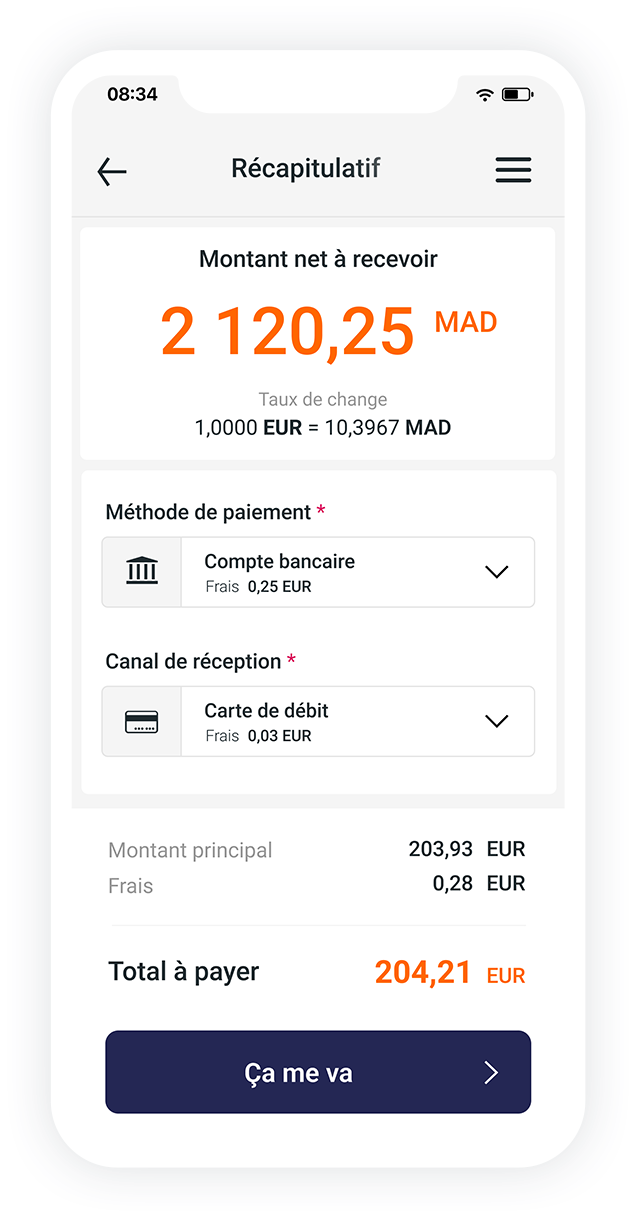 08:34
Récapitulatif
Montant net à recevoir
2 120,25 MAD
Taux de change
1,0000 EUR = 10,3967 MAD
Méthode de paiement *
Compte bancaire
Frais 0,25 EUR
Canal de réception *
Carte de débit
Frais 0,03 EUR
Montant principal 203,93 EUR
Frais 0,28 EUR
Total à payer 204,21 EUR
Ça me va